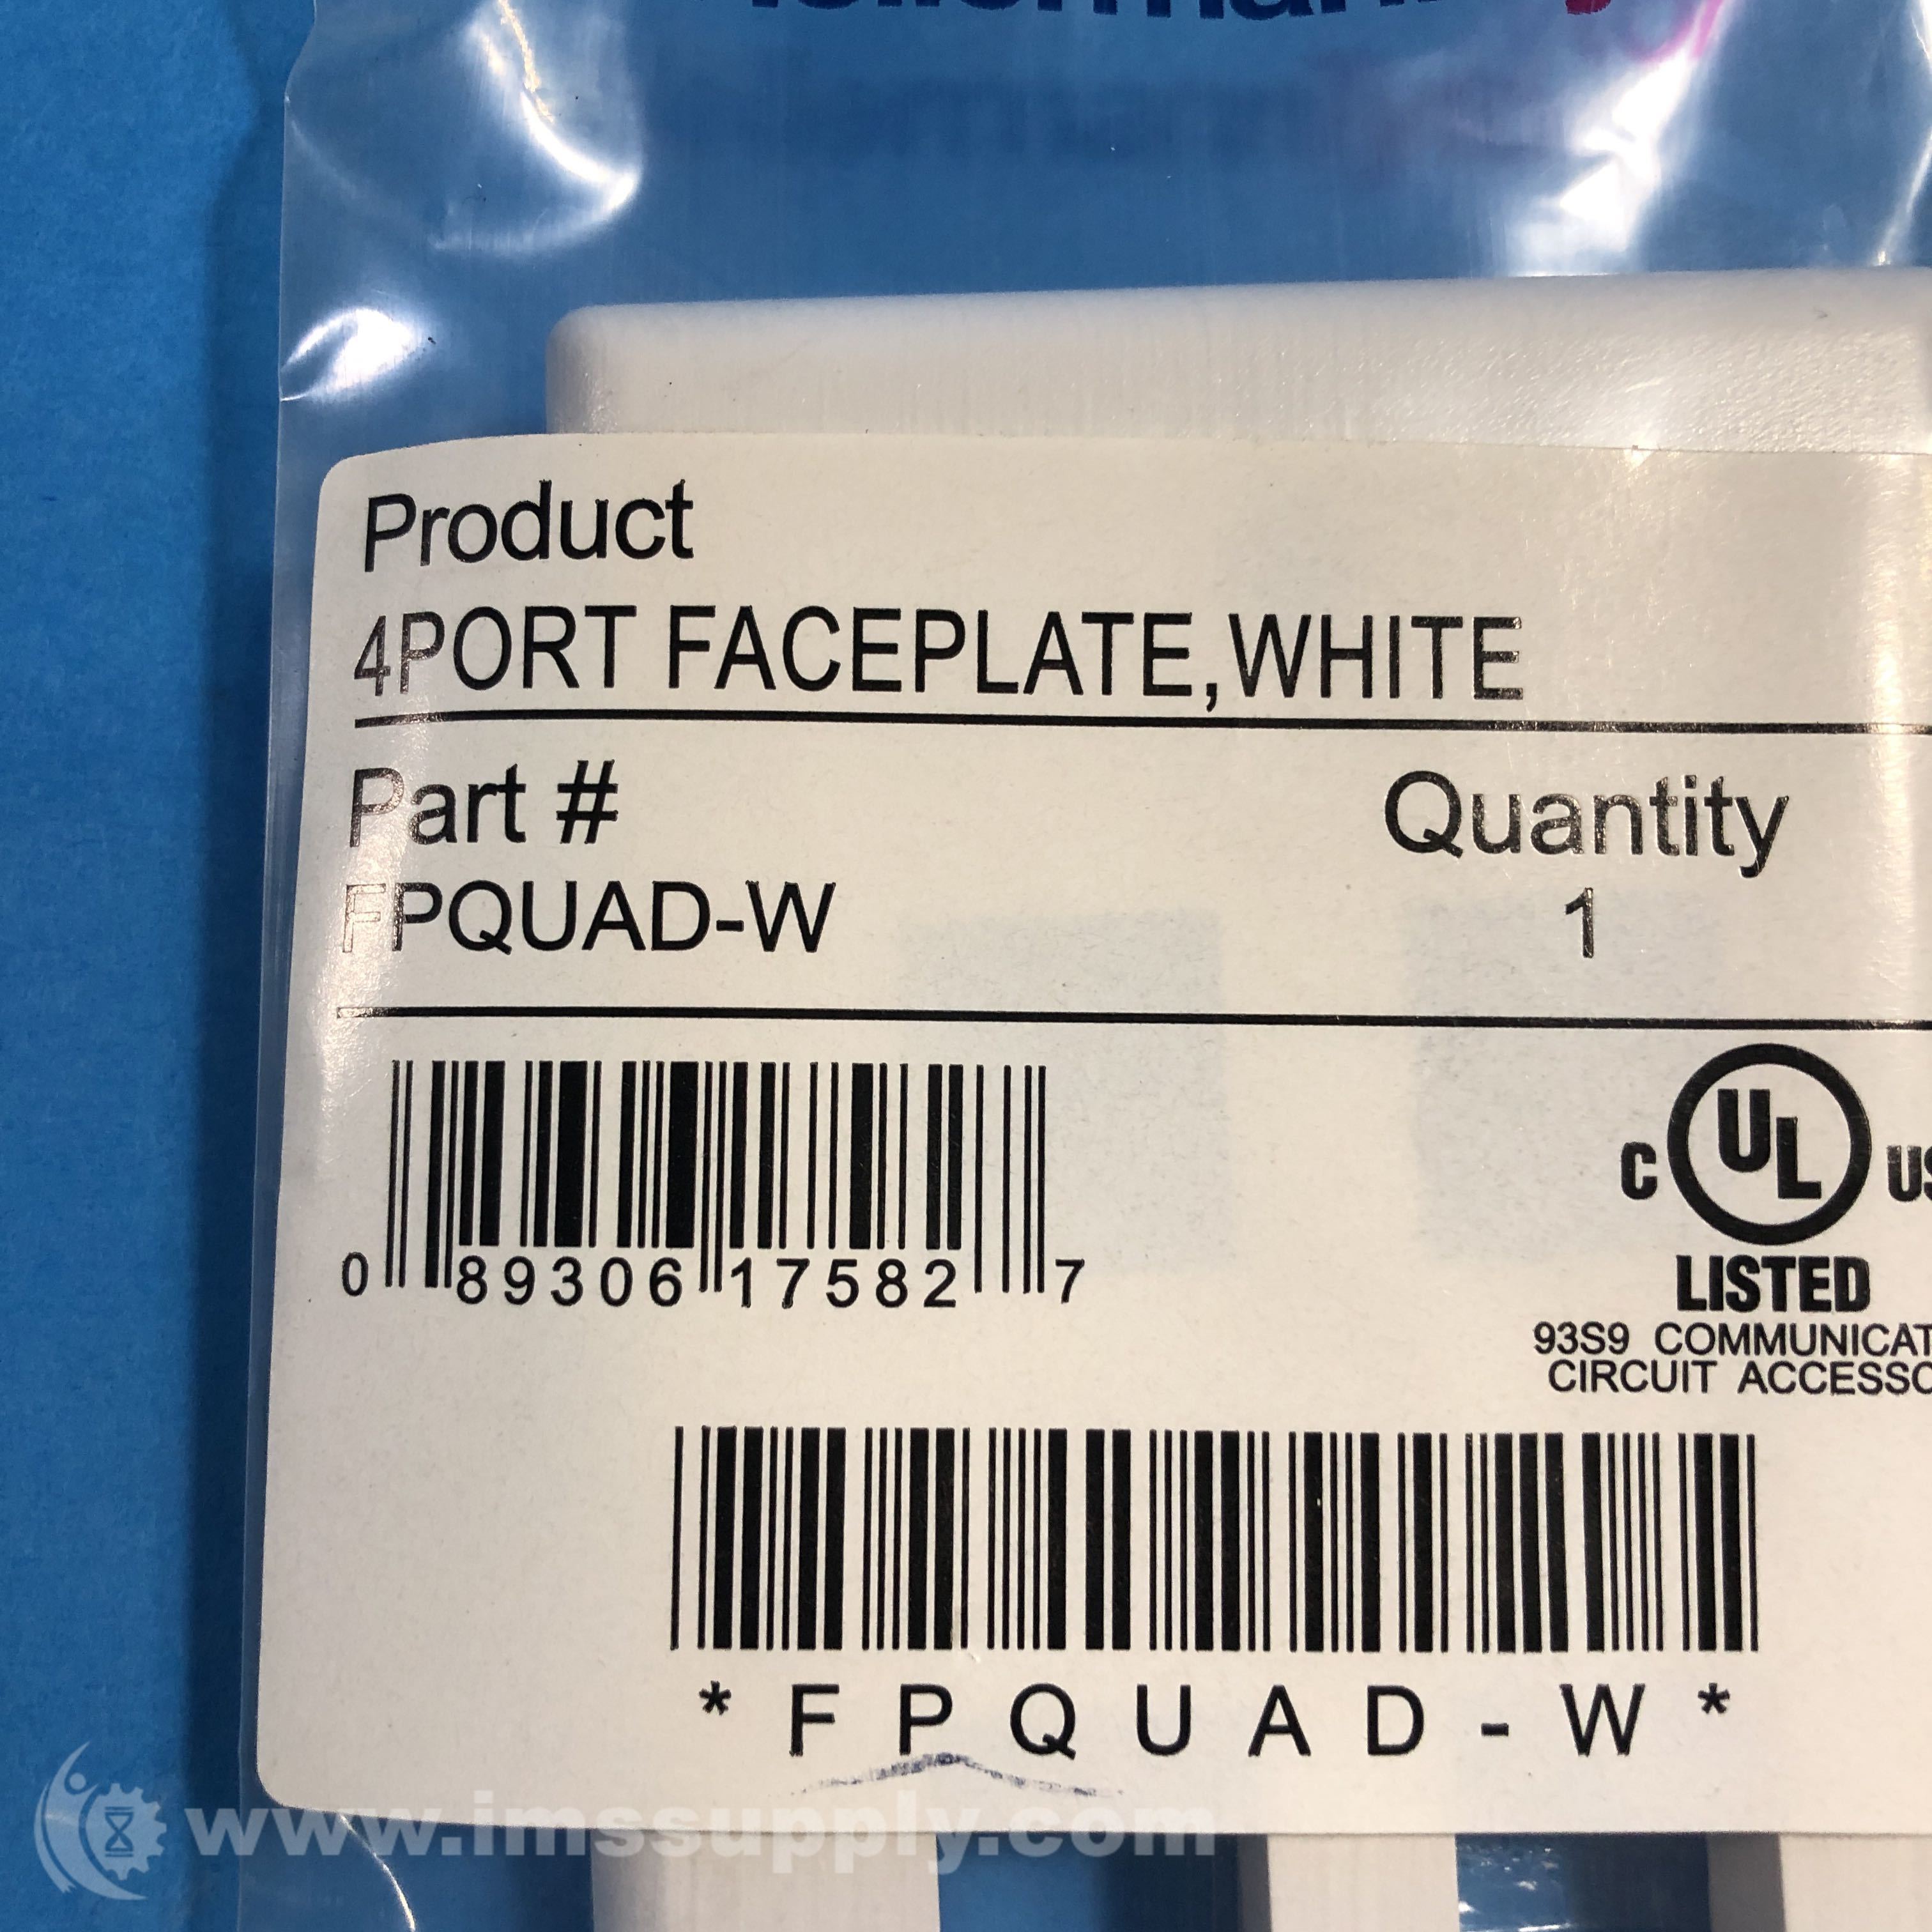 Product
4PORT FACEPLATE,WHITE
Part #
Quantity
FPQUAD-W
1
0 89306 17582 7
C UL US
LISTED
93S9 COMMUNICAT
CIRCUIT ACCESSO
*FPQUAD-W*
www.imssupply.com